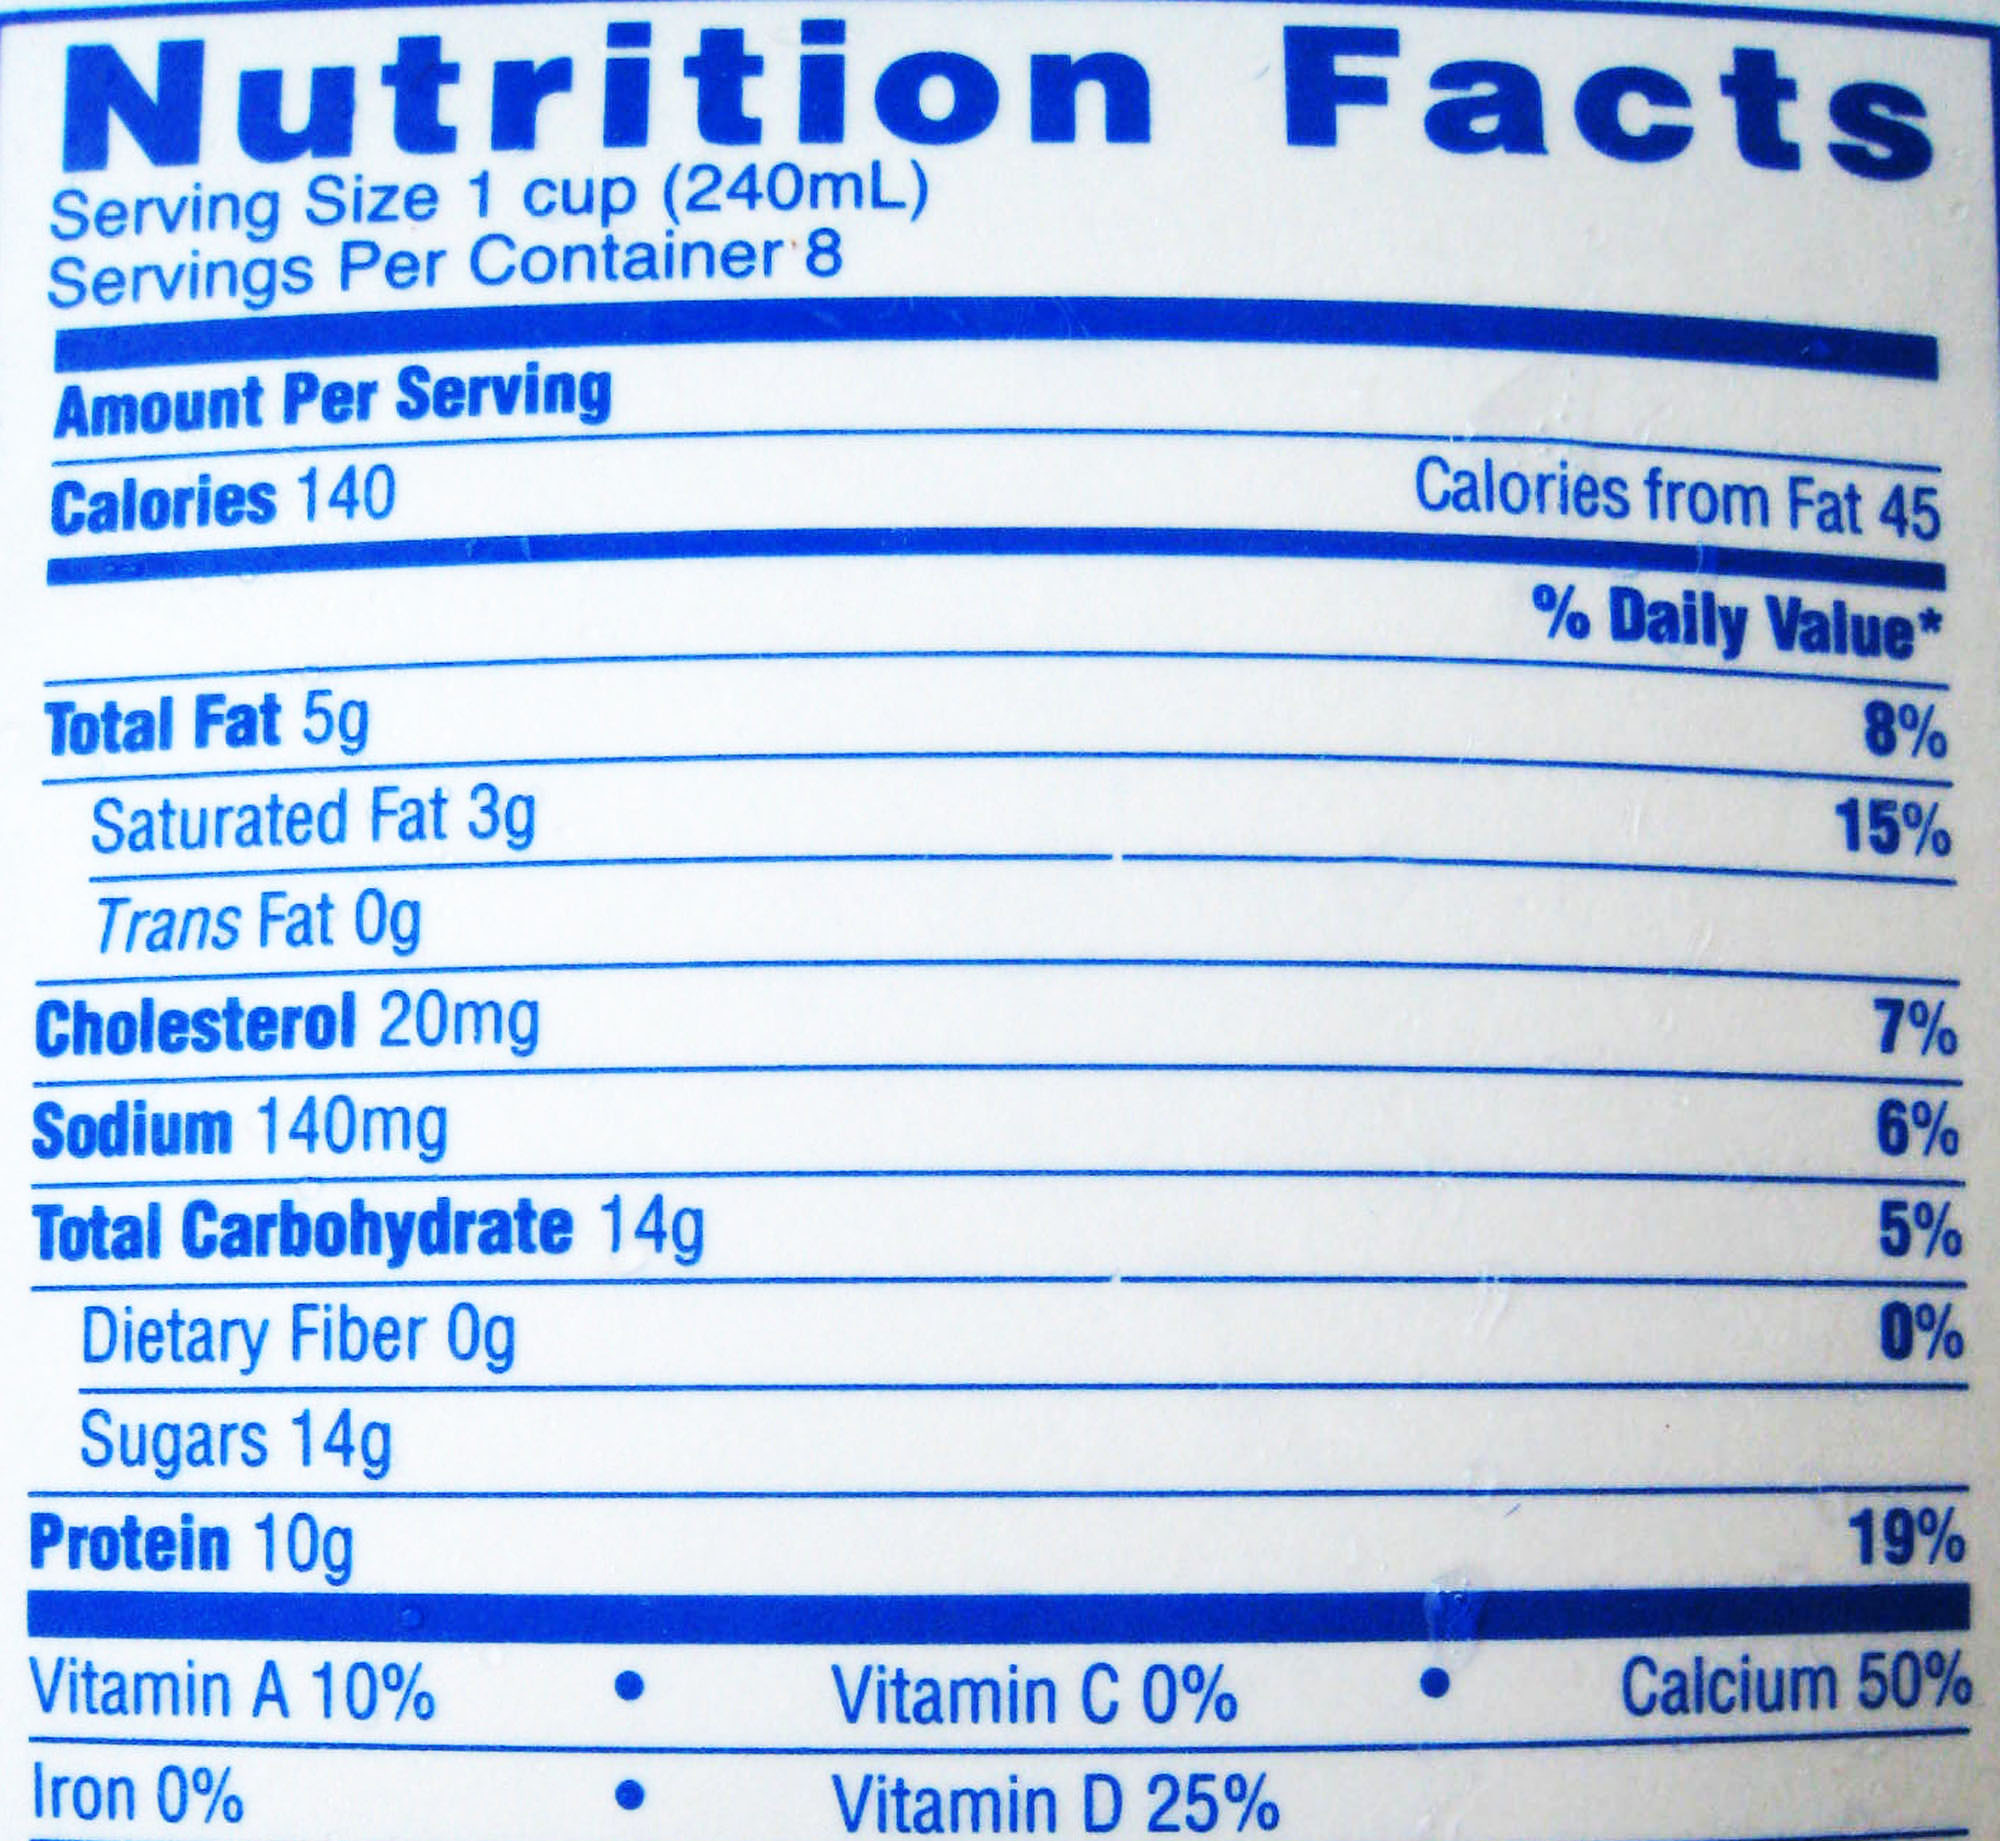 Nutrition Facts
Serving Size 1 cup (240mL)
Servings Per Container 8
Amount Per Serving
Calories 140 Calories from Fat 45
% Daily Value*
Total Fat 5g 8%
Saturated Fat 3g 15%
Trans Fat 0g
Cholesterol 20mg 7%
Sodium 140mg 6%
Total Carbohydrate 14g 5%
Dietary Fiber 0g 0%
Sugars 14g
Protein 10g 19%
Vitamin A 10% • Vitamin C 0% • Calcium 50%
Iron 0% • Vitamin D 25%